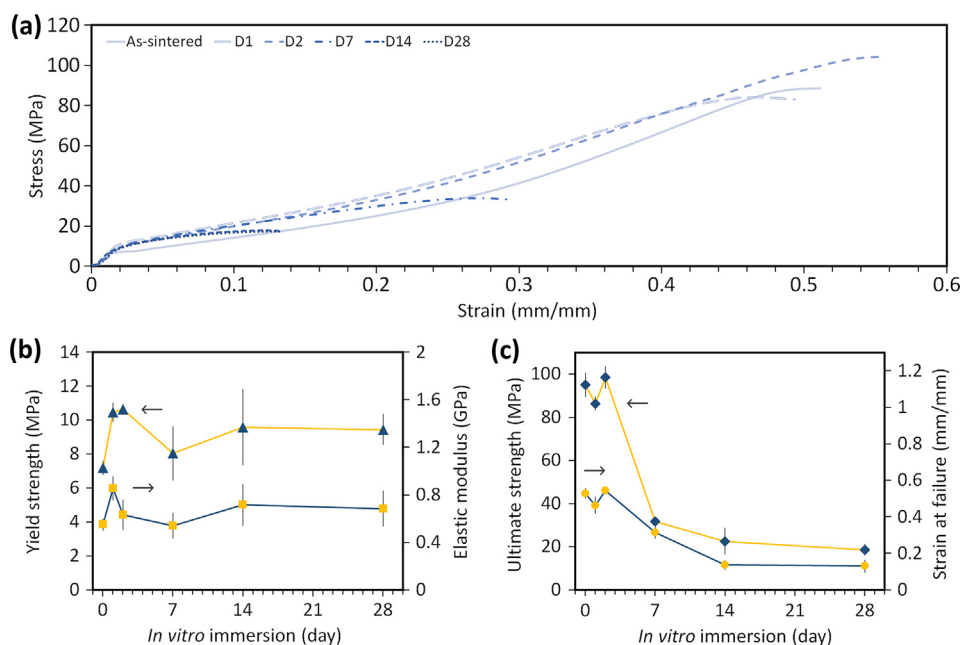 (a)
120
100
80
60
40
20
0
Stress (MPa)
As-sintered D1 D2 D7 D14 D28
0 0.1 0.2 0.3 0.4 0.5 0.6
Strain (mm/mm)
(b)
14
12
10
8
6
4
2
0
Yield strength (MPa)
2
1.6
1.2
0.8
0.4
0
Elastic modulus (GPa)
0 7 14 21 28
In vitro immersion (day)
(c)
100
80
60
40
20
0
Ultimate strength (MPa)
1.2
1
0.8
0.6
0.4
0.2
0
Strain at failure (mm/mm)
0 7 14 21 28
In vitro immersion (day)